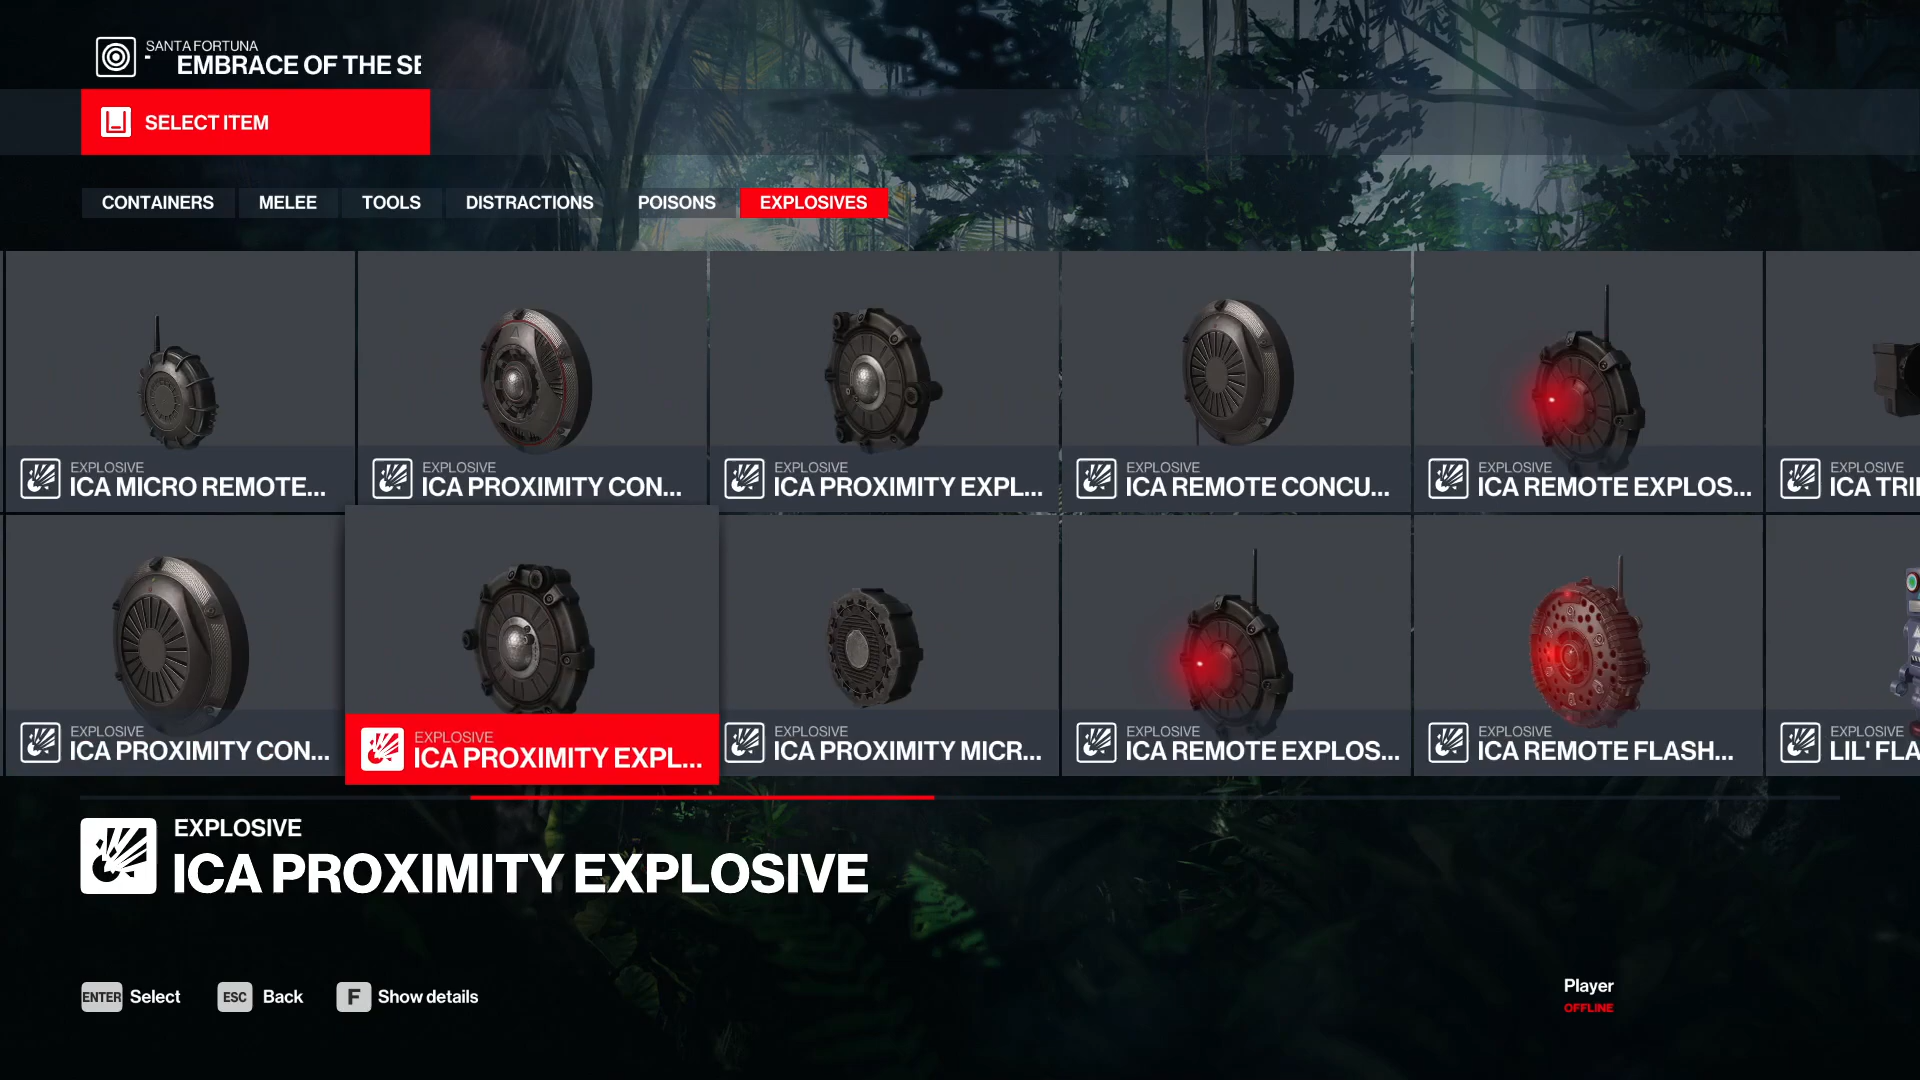 SANTA FORTUNA
EMBRACE OF THE SE
SELECT ITEM
CONTAINERS MELEE TOOLS DISTRACTIONS POISONS EXPLOSIVES
EXPLOSIVE
ICA MICRO REMOTE...
EXPLOSIVE
ICA PROXIMITY CON...
EXPLOSIVE
ICA PROXIMITY EXPL...
EXPLOSIVE
ICA REMOTE CONCU...
EXPLOSIVE
ICA REMOTE EXPLOS...
EXPLOSIVE
ICA TRI
EXPLOSIVE
ICA PROXIMITY CON...
EXPLOSIVE
ICA PROXIMITY EXPL...
EXPLOSIVE
ICA PROXIMITY MICR...
EXPLOSIVE
ICA REMOTE EXPLOS...
EXPLOSIVE
ICA REMOTE FLASH...
EXPLOSIVE
LIL' FLA
EXPLOSIVE
ICA PROXIMITY EXPLOSIVE
ENTER Select ESC Back F Show details
Player
OFFLINE